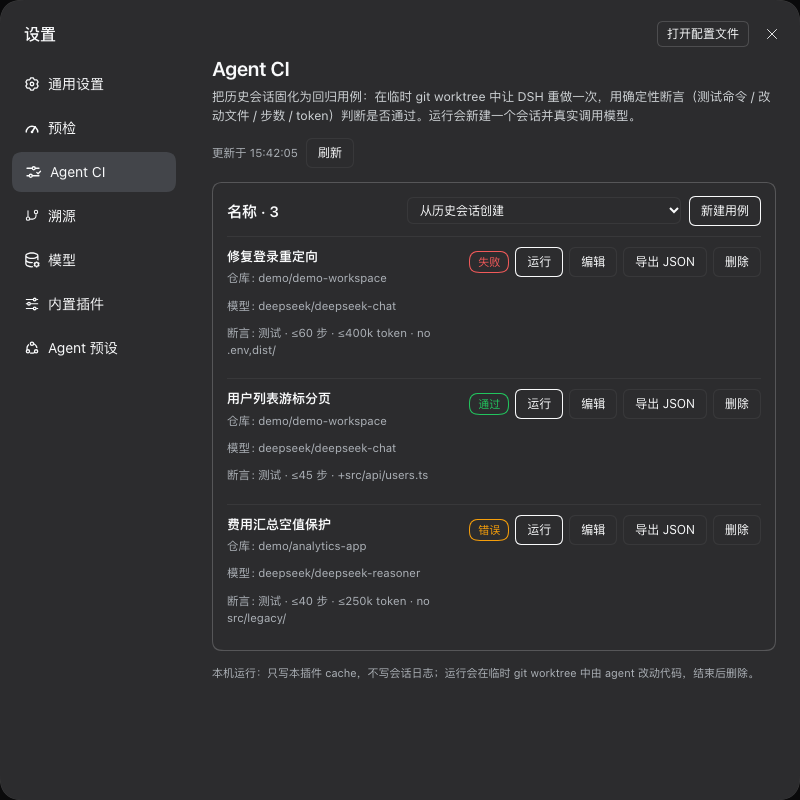 设置
打开配置文件
通用设置
预检
Agent CI
溯源
模型
内置插件
Agent 预设
Agent CI
把历史会话固化为回归用例：在临时 git worktree 中让 DSH 重做一次，用确定性断言（测试命令 / 改
动文件 / 步数 / token）判断是否通过。运行会新建一个会话并真实调用模型。
更新于 15:42:05 刷新
名称 · 3 从历史会话创建 新建用例
修复登录重定向 失败 运行 编辑 导出 JSON 删除
仓库: demo/demo-workspace
模型: deepseek/deepseek-chat
断言: 测试 · ≤60 步 · ≤400k token · no
.env,dist/
用户列表游标分页 通过 运行 编辑 导出 JSON 删除
仓库: demo/demo-workspace
模型: deepseek/deepseek-chat
断言: 测试 · ≤45 步 · +src/api/users.ts
费用汇总空值保护 错误 运行 编辑 导出 JSON 删除
仓库: demo/analytics-app
模型: deepseek/deepseek-reasoner
断言: 测试 · ≤40 步 · ≤250k token · no
src/legacy/
本机运行：只写本插件 cache，不写会话日志；运行会在临时 git worktree 中由 agent 改动代码，结束后删除。